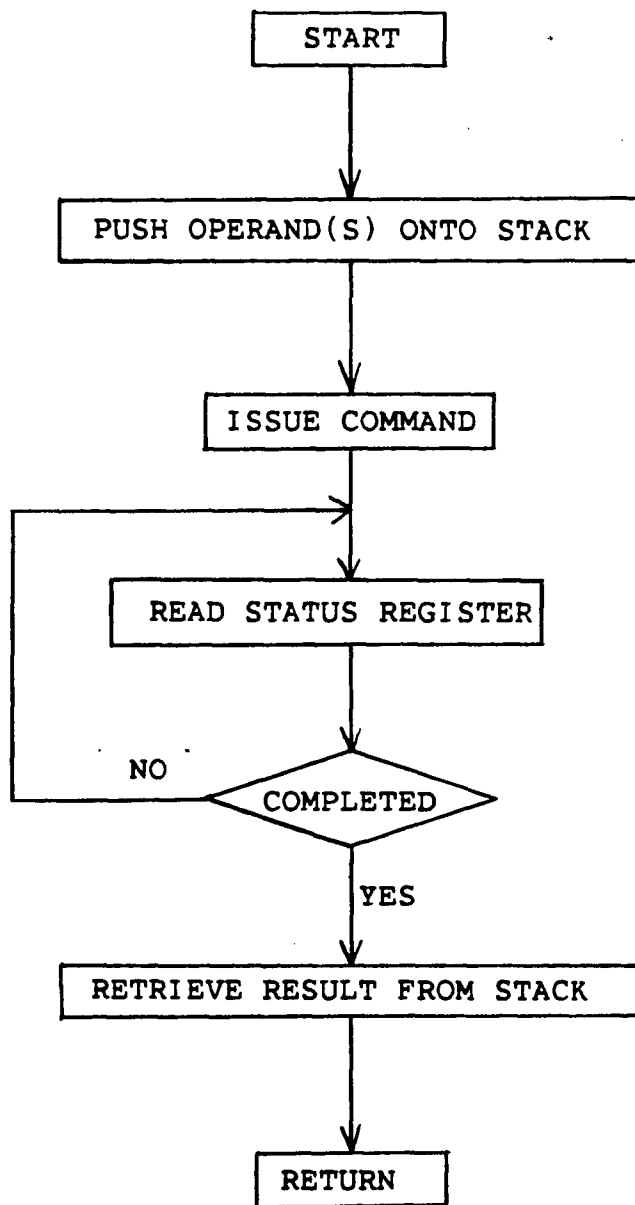 START
PUSH OPERAND(S) ONTO STACK
ISSUE COMMAND
READ STATUS REGISTER
NO
COMPLETED
YES
RETRIEVE RESULT FROM STACK
RETURN